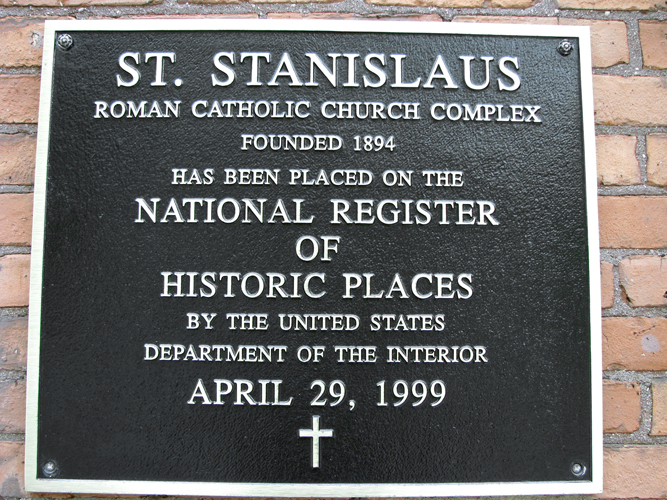 ST. STANISLAUS
ROMAN CATHOLIC CHURCH COMPLEX
FOUNDED 1894
HAS BEEN PLACED ON THE
NATIONAL REGISTER
OF
HISTORIC PLACES
BY THE UNITED STATES
DEPARTMENT OF THE INTERIOR
APRIL 29, 1999